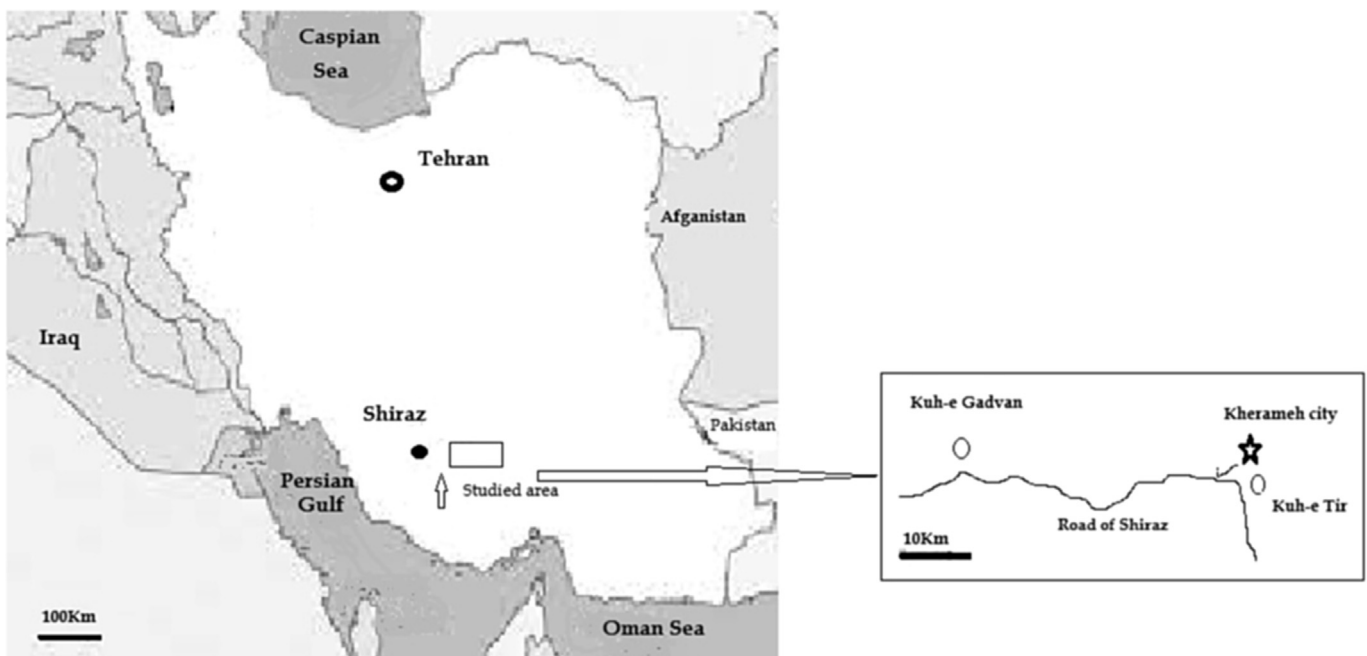 Caspian
Sea
Tehran
Afganistan
Iraq
Shiraz
Pakistan
Persian
Gulf
Studied area
Oman Sea
100Km
Kuh-e Gadvan
Kherameh city
Kuh-e Tir
Road of Shiraz
10Km